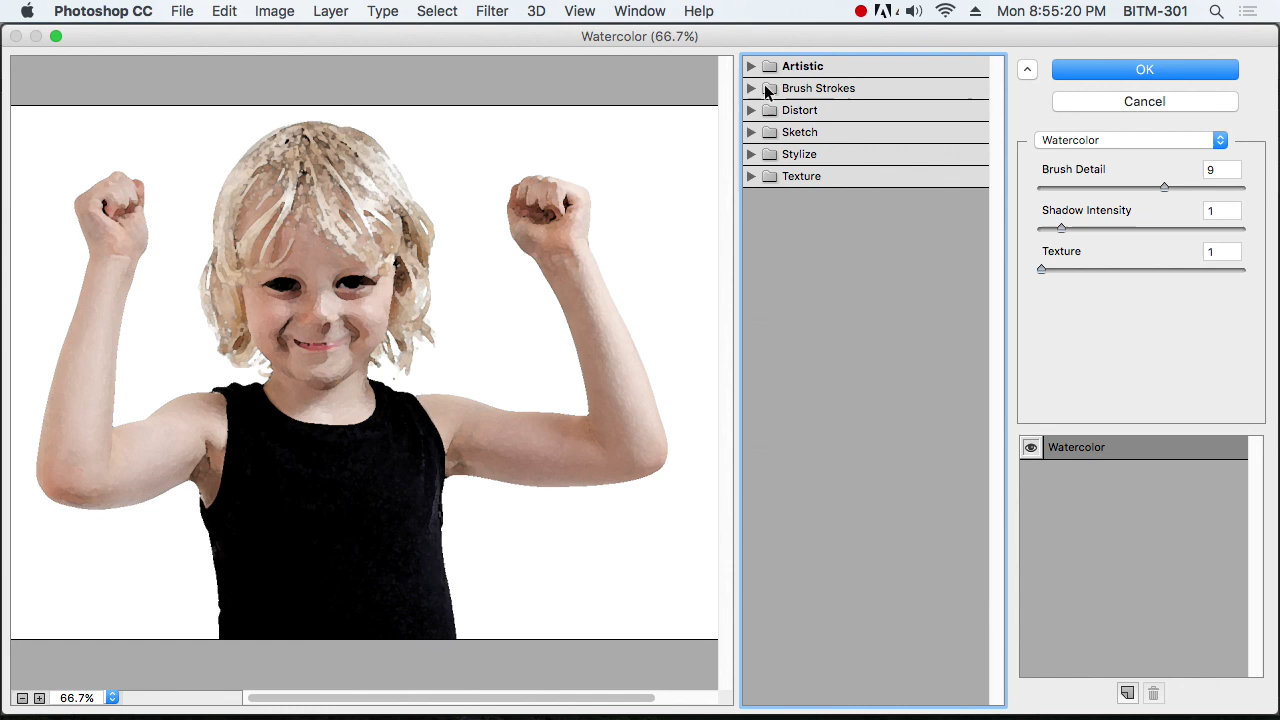 Photoshop CC File Edit Image Layer Type Select Filter 3D View Window Help Mon 8:55:20 PM BITM-301
Watercolor (66.7%)
Artistic
Brush Strokes
Distort
Sketch
Stylize
Texture
OK
Cancel
Watercolor
Brush Detail 9
Shadow Intensity 1
Texture 1
Watercolor
66.7%